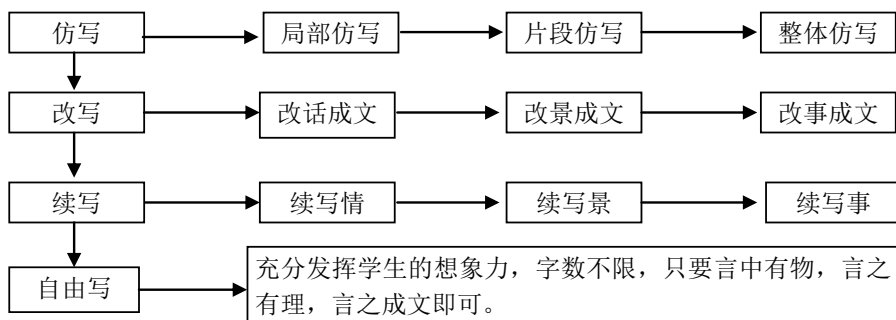 仿写 局部仿写 片段仿写 整体仿写
改写 改话成文 改景成文 改事成文
续写 续写情 续写景 续写事
自由写 充分发挥学生的想象力，字数不限，只要言中有物，言之
有理，言之成文即可。